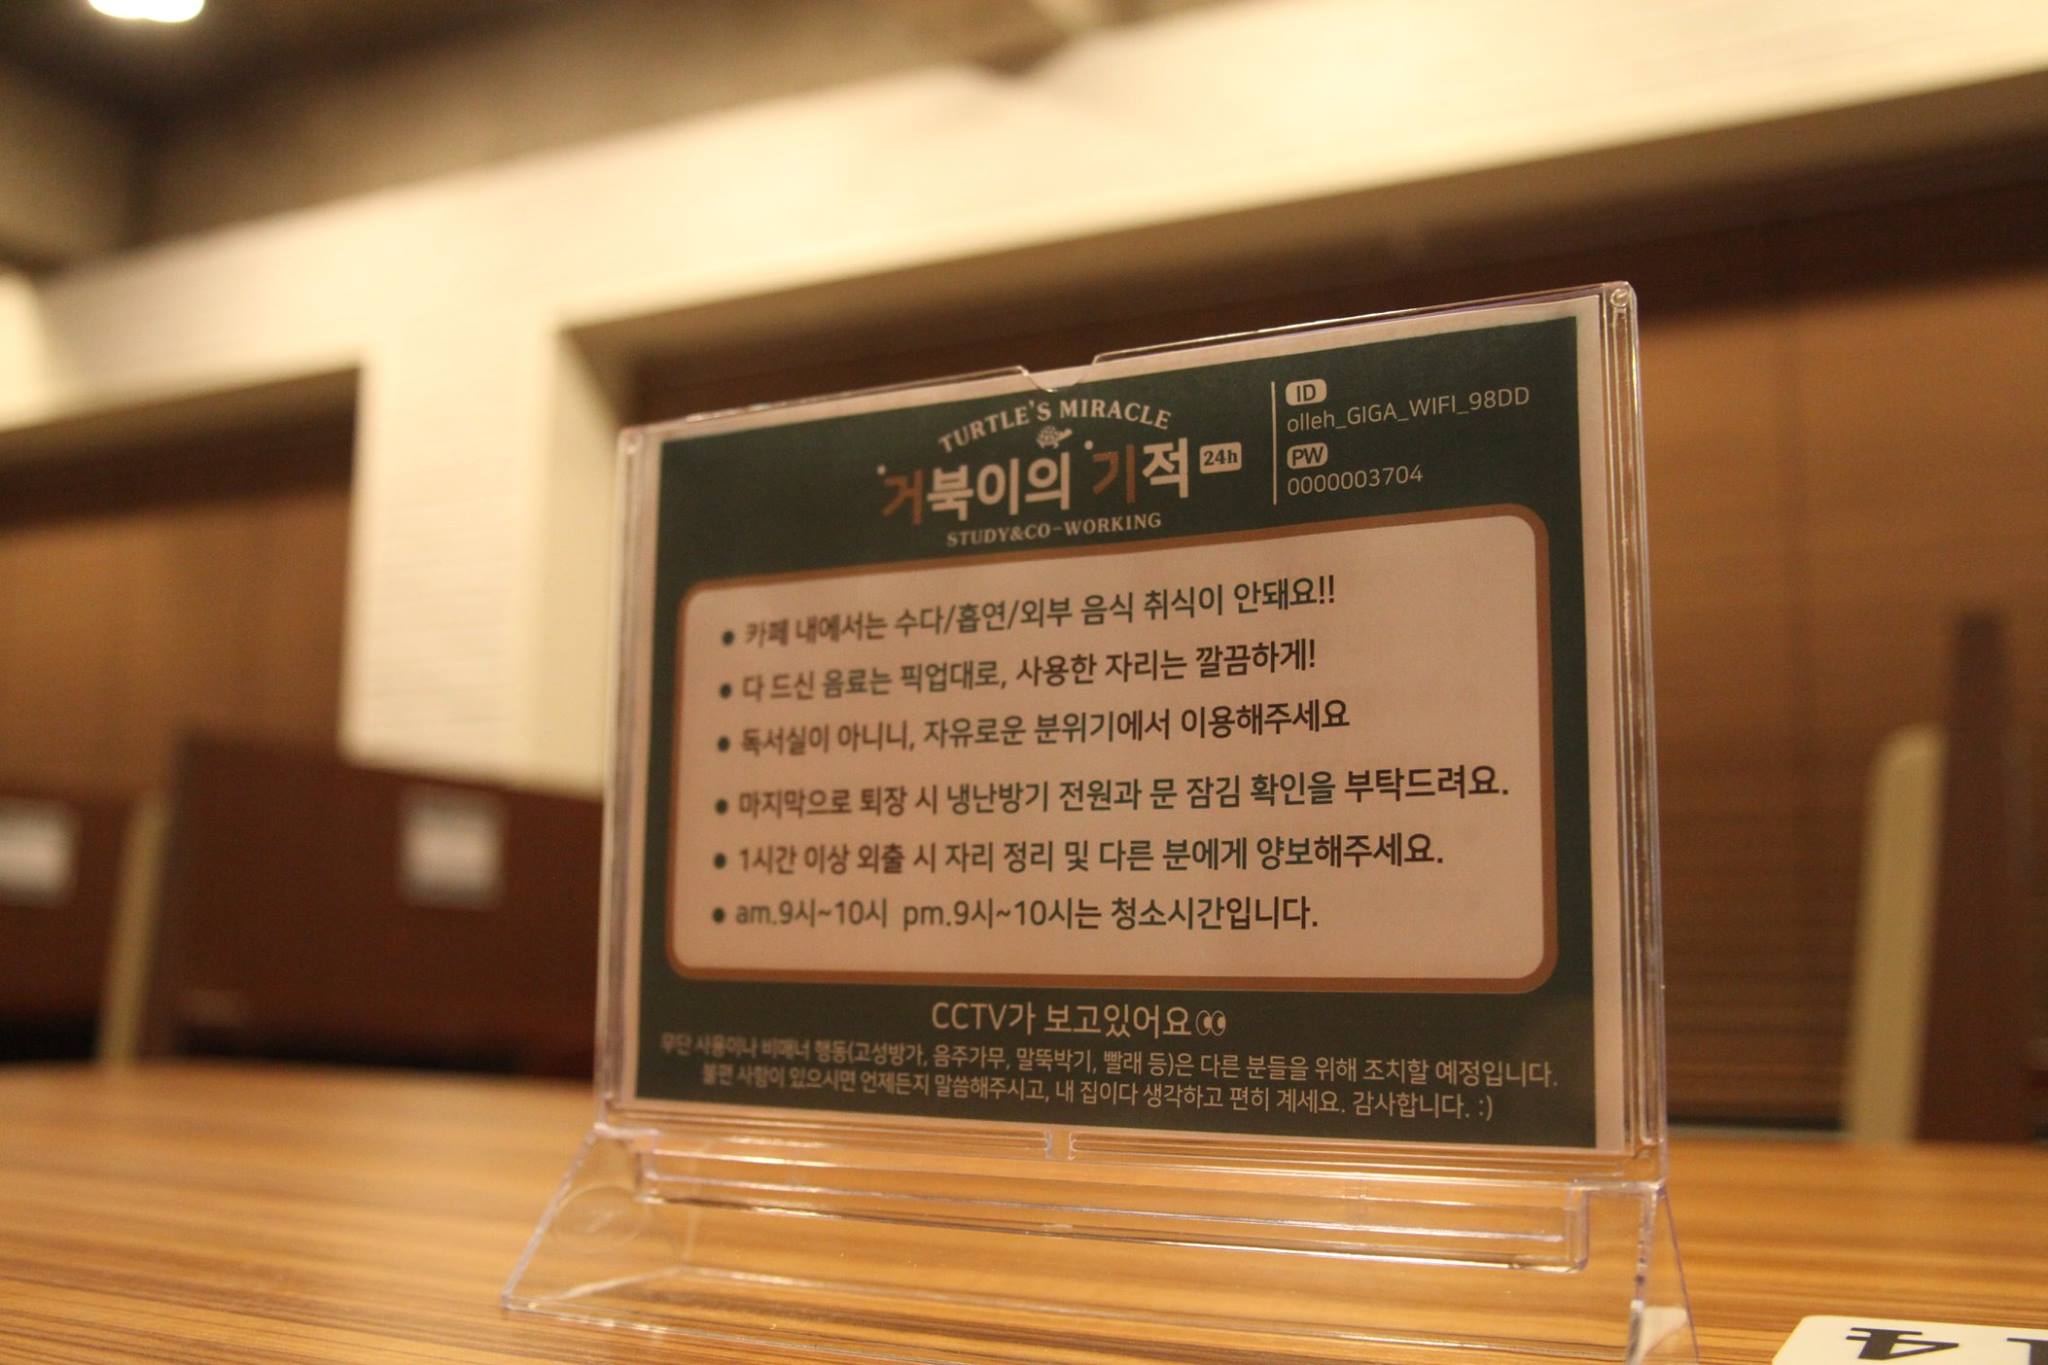 TURTLE'S MIRACLE
거북이의 기적 24h
STUDY&CO-WORKING
ID
olleh_GIGA_WIFI_98DD
PW
0000003704
• 카페 내에서는 수다/흡연/외부 음식 취식이 안돼요!!
• 다 드신 음료는 픽업대로, 사용한 자리는 깔끔하게!
• 독서실이 아니니, 자유로운 분위기에서 이용해주세요
• 마지막으로 퇴장 시 냉난방기 전원과 문 잠김 확인을 부탁드려요.
• 1시간 이상 외출 시 자리 정리 및 다른 분에게 양보해주세요.
• am.9시~10시 pm.9시~10시는 청소시간입니다.
CCTV가 보고있어요👀
무단 사용이나 비매너 행동(고성방가, 음주가무, 말뚝박기, 빨래 등)은 다른 분들을 위해 조치할 예정입니다.
불편 사항이 있으시면 언제든지 말씀해주시고, 내 집이다 생각하고 편히 계세요. 감사합니다. :)